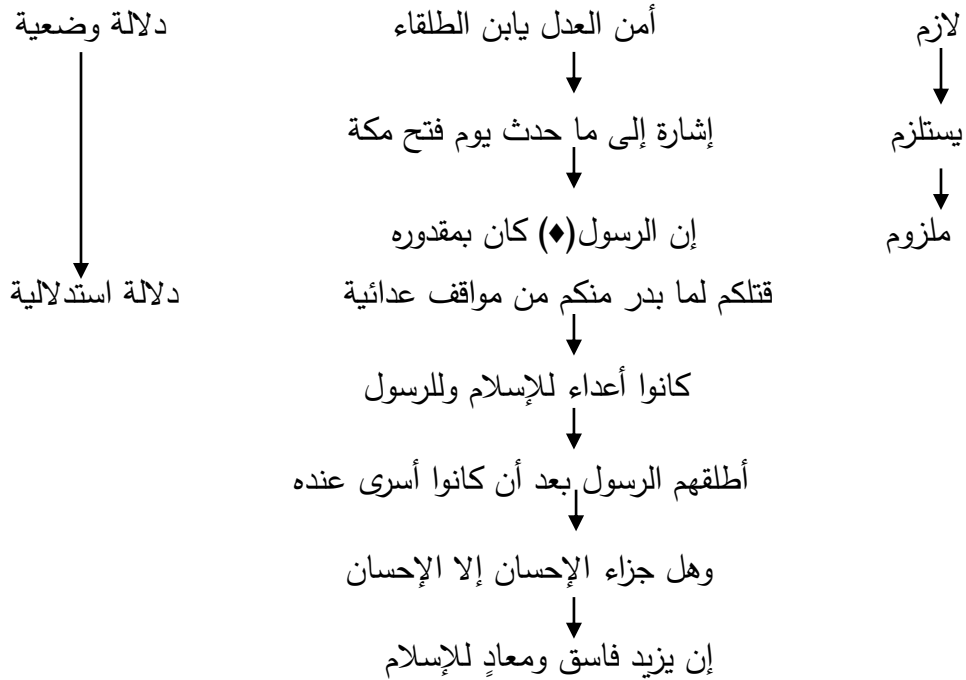 لازم أمن العدل يابن الطلقاء دلالة وضعية
يستلزم إشارة إلى ما حدث يوم فتح مكة
ملزوم إن الرسول(♦) كان بمقدوره
قتلكم لما بدر منكم من مواقف عدائية دلالة استدلالية
كانوا أعداء للإسلام وللرسول
أطلقهم الرسول بعد أن كانوا أسرى عنده
وهل جزاء الإحسان إلا الإحسان
إن يزيد فاسق ومعادٍ للإسلام